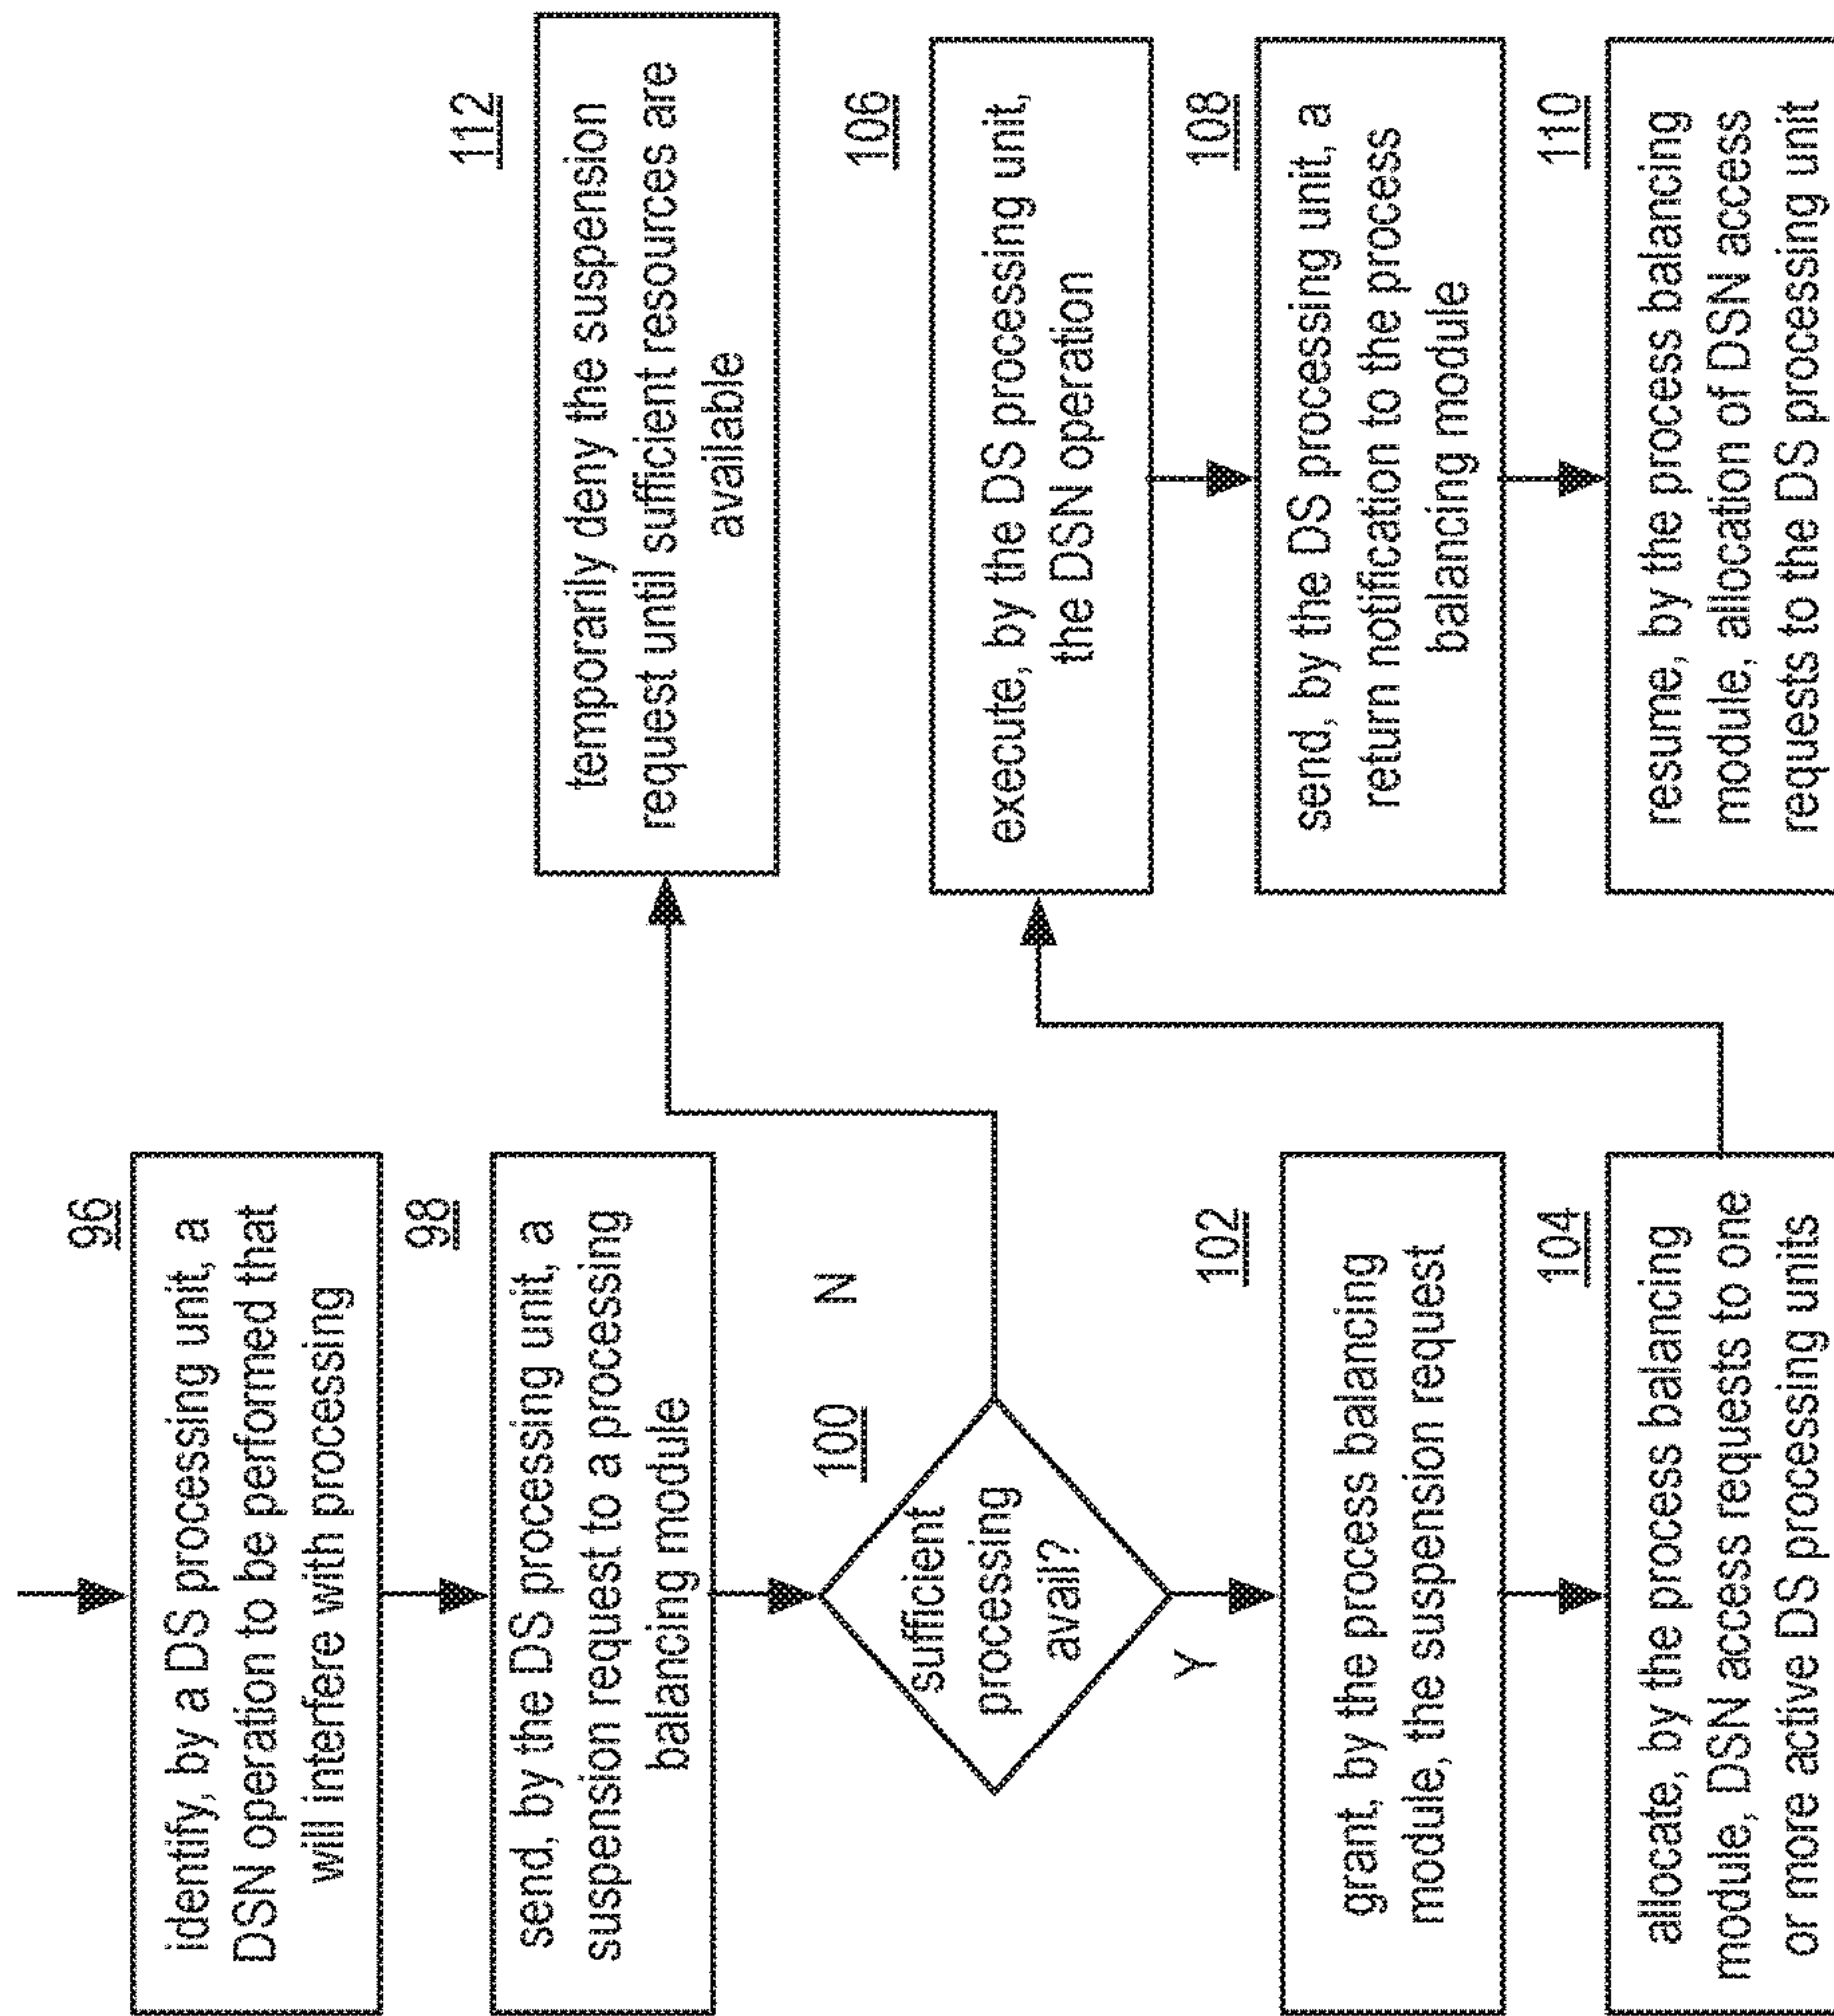 96
identify, by a DS processing unit, a
DSN operation to be performed that
will interfere with processing
98
send, by the DS processing unit, a
suspension request to a processing
balancing module
100
sufficient
processing
avail?
N
Y
102
grant, by the process balancing
module, the suspension request
104
allocate, by the process balancing
module, DSN access requests to one
or more active DS processing units
112
temporarily deny the suspension
request until sufficient resources are
available
106
execute, by the DS processing unit,
the DSN operation
108
send, by the DS processing unit, a
return notification to the process
balancing module
110
resume, by the process balancing
module, allocation of DSN access
requests to the DS processing unit